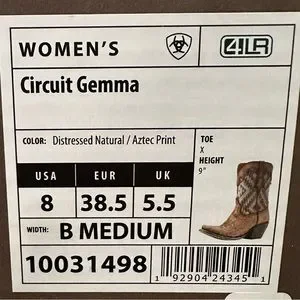 WOMEN'S
4LR
Circuit Gemma
COLOR: Distressed Natural / Aztec Print
TOE
X
HEIGHT
9"
USA EUR UK
8 38.5 5.5
WIDTH: B MEDIUM
10031498
1 92904 24345 1